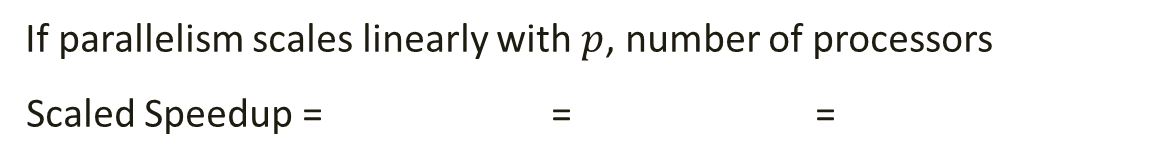 If parallelism scales linearly with p, number of processors
Scaled Speedup = = =